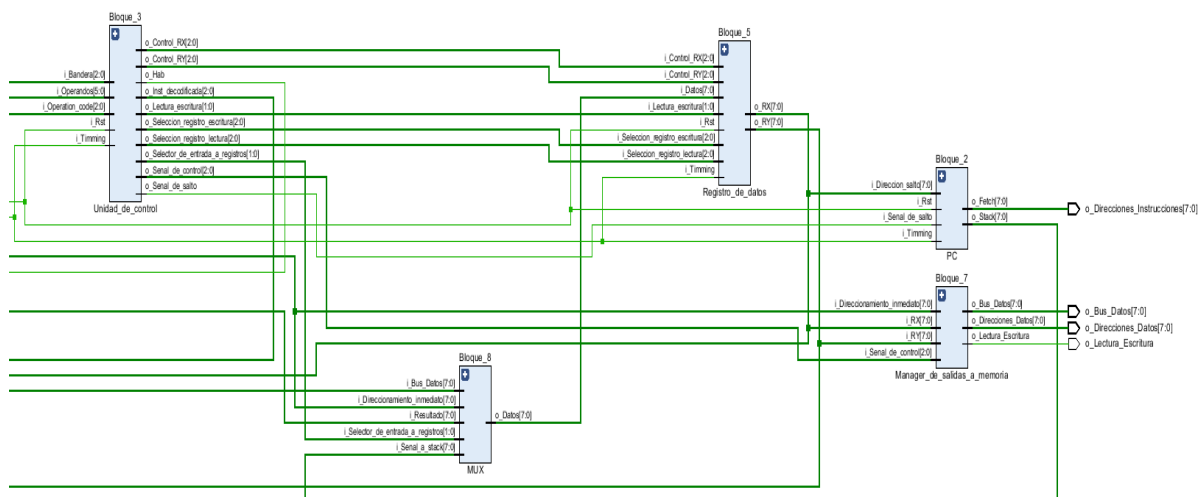 Bloque_3
o_Control_RX[2:0]
o_Control_RY[2:0]
i_Bandera[2:0]
o_Hab
i_Operandos[5:0]
o_Inst_decodificada[2:0]
i_Operation_code[2:0]
o_Lectura_escritura[1:0]
i_Rst
o_Seleccion_registro_escritura[2:0]
i_Timming
o_Seleccion_registro_lectura[2:0]
o_Selector_de_entrada_a_registros[1:0]
o_Senal_de_control[2:0]
o_Senal_de_salto
Unidad_de_control
Bloque_5
i_Control_RX[2:0]
i_Control_RY[2:0]
i_Datos[7:0]
i_Lectura_escritura[1:0]
o_RX[7:0]
i_Rst
o_RY[7:0]
i_Seleccion_registro_escritura[2:0]
i_Seleccion_registro_lectura[2:0]
i_Timming
Registro_de_datos
Bloque_2
i_Direccion_salto[7:0]
i_Rst
o_Fetch[7:0]
o_Direcciones_Instrucciones[7:0]
i_Senal_de_salto
o_Stack[7:0]
i_Timming
PC
Bloque_7
i_Direccionamiento_inmediato[7:0]
o_Bus_Datos[7:0]
o_Bus_Datos[7:0]
i_RX[7:0]
o_Direcciones_Datos[7:0]
o_Direcciones_Datos[7:0]
i_RY[7:0]
o_Lectura_Escritura
o_Lectura_Escritura
i_Senal_de_control[2:0]
Manager_de_salidas_a_memoria
Bloque_8
i_Bus_Datos[7:0]
i_Direccionamiento_inmediato[7:0]
i_Resultado[7:0]
o_Datos[7:0]
i_Selector_de_entrada_a_registros[1:0]
i_Senal_a_stack[7:0]
MUX